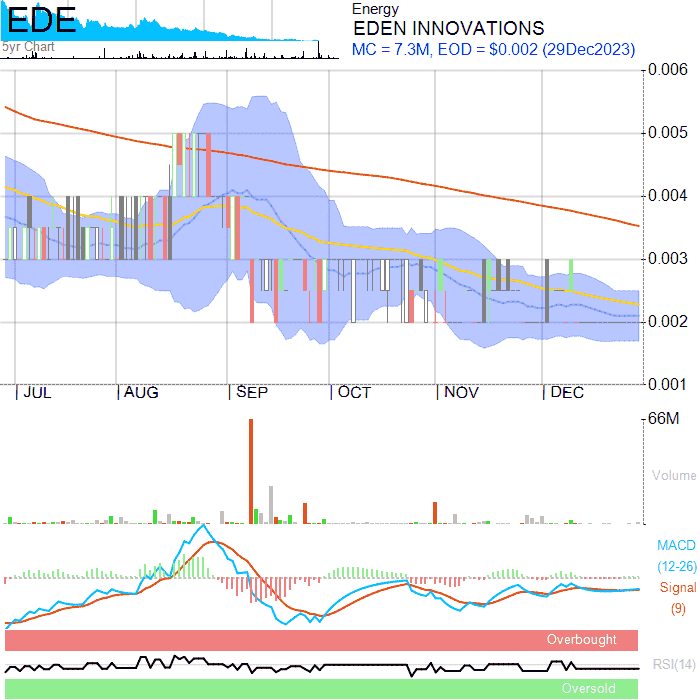 EDE
5yr Chart
Energy
EDEN INNOVATIONS
MC = 7.3M, EOD = $0.002 (29Dec2023)
0.006
0.005
0.004
0.003
0.002
0.001
JUL AUG SEP OCT NOV DEC
66M
Volume
MACD
(12-26)
Signal
(9)
Overbought
RSI(14)
Oversold